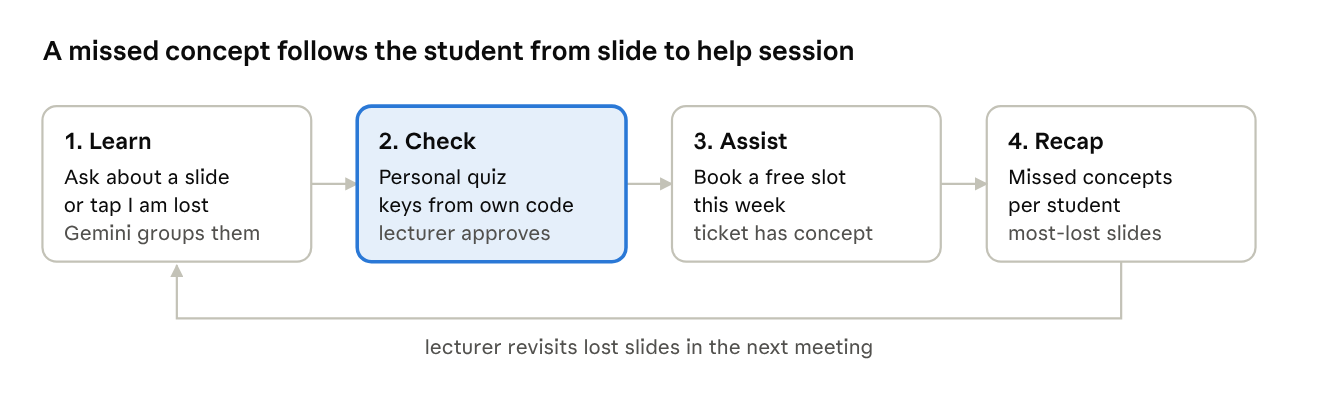 A missed concept follows the student from slide to help session
1. Learn
Ask about a slide
or tap I am lost
Gemini groups them
2. Check
Personal quiz
keys from own code
lecturer approves
3. Assist
Book a free slot
this week
ticket has concept
4. Recap
Missed concepts
per student
most-lost slides
lecturer revisits lost slides in the next meeting